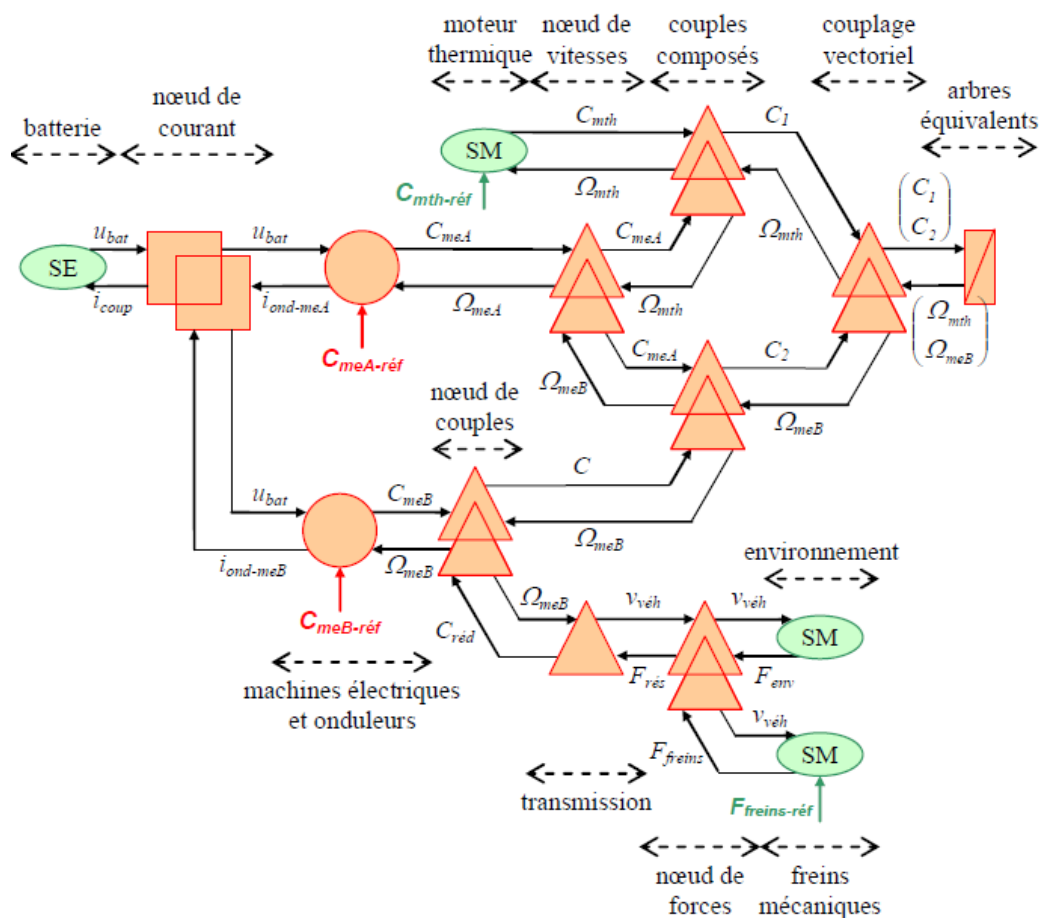 moteur
thermique
nœud
de vitesses
couples
composés
couplage
vectoriel
arbres
équivalents
batterie
nœud de
courant
C_mth
C_1
SM
Ω_mth
C_mth-réf
Ω_mth
(C_1
C_2)
u_bat
u_bat
C_meA
C_meA
SE
i_coup
i_ond-meA
Ω_meA
Ω_mth
(Ω_mth
Ω_meB)
C_meA-réf
C_meA
C_2
Ω_meB
Ω_meB
nœud
de
couples
C
u_bat
C_meB
Ω_meB
i_ond-meB
Ω_meB
environnement
C_meB-réf
Ω_meB
v_véh
v_véh
C_réd
SM
F_rés
F_env
machines électriques
et onduleurs
v_véh
F_freins
SM
transmission
F_freins-réf
nœud de
forces
freins
mécaniques